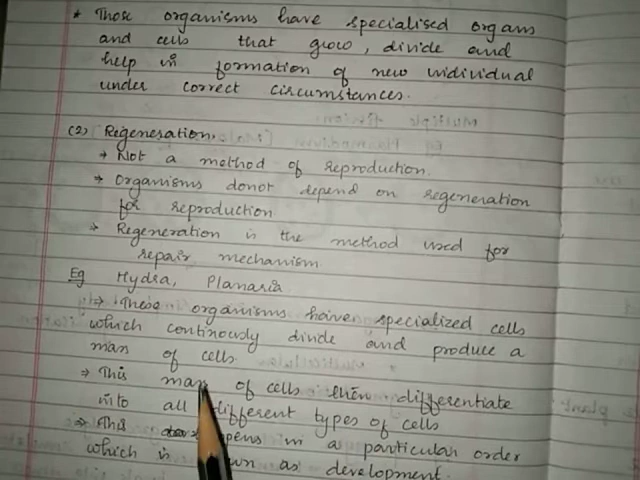 * Those organisms have specialised organs
and cells that grow, divide and
help in formation of new individual
under correct circumstances.
(2) Regeneration.
→ Not a method of reproduction.
→ Organisms donot depend on regeneration
for reproduction
→ Regeneration is the method used for
repair mechanism
Eg Hydra, Planaria
→ These organisms have specialized cells
which continously divide and produce a
mass of cells.
→ This mass of cells then differentiate
into all different types of cells
→ This in a particular order
which is as development.